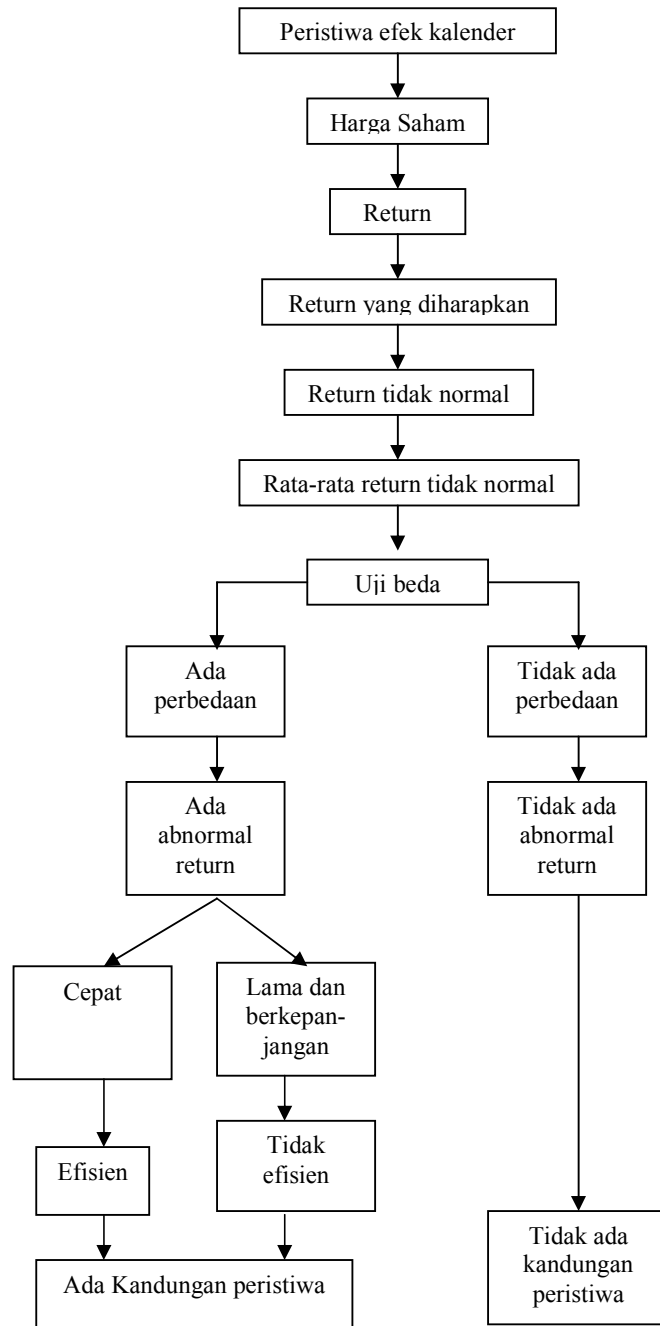 Peristiwa efek kalender
Harga Saham
Return
Return yang diharapkan
Return tidak normal
Rata-rata return tidak normal
Uji beda
Ada
perbedaan
Tidak ada
perbedaan
Ada
abnormal
return
Tidak ada
abnormal
return
Cepat
Lama dan
berkepan-
jangan
Efisien
Tidak
efisien
Ada Kandungan peristiwa
Tidak ada
kandungan
peristiwa